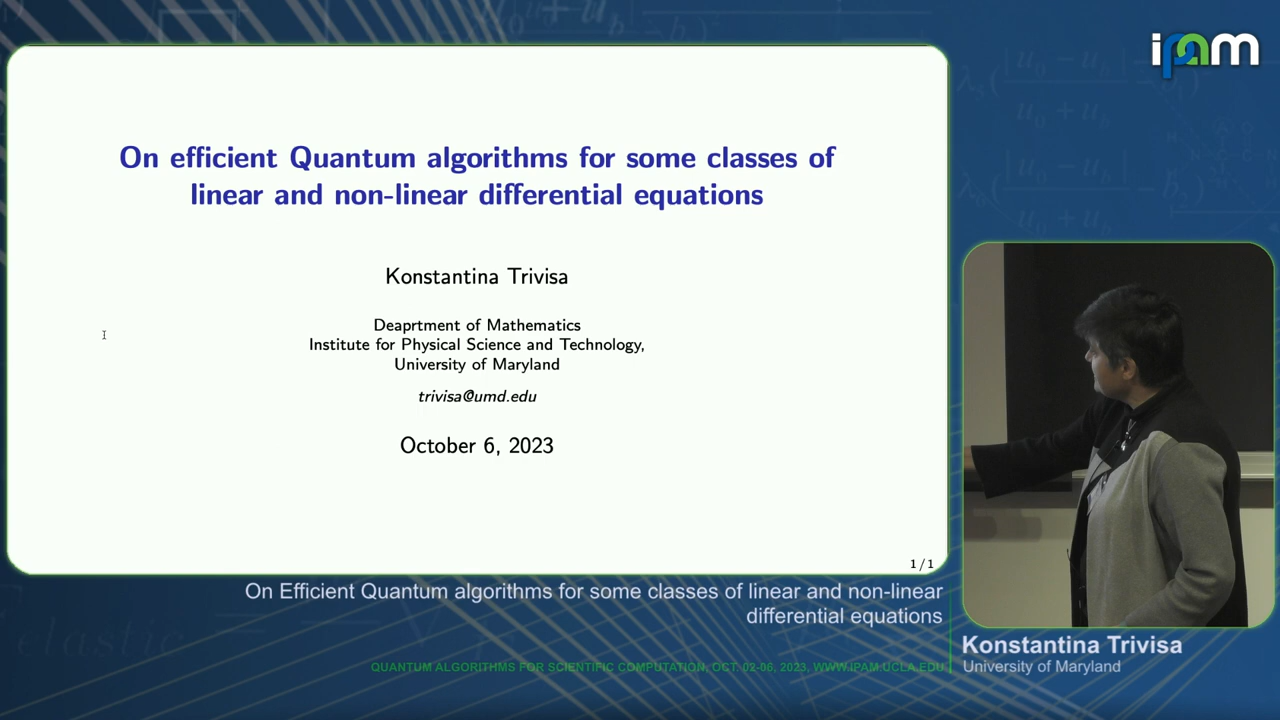 ipam
On efficient Quantum algorithms for some classes of
linear and non-linear differential equations
Konstantina Trivisa
Deaprtment of Mathematics
Institute for Physical Science and Technology,
University of Maryland
trivisa@umd.edu
October 6, 2023
1 / 1
On Efficient Quantum algorithms for some classes of linear and non-linear
differential equations
Konstantina Trivisa
University of Maryland
QUANTUM ALGORITHMS FOR SCIENTIFIC COMPUTATION, OCT. 02-06, 2023, WWW.IPAM.UCLA.EDU
elastic